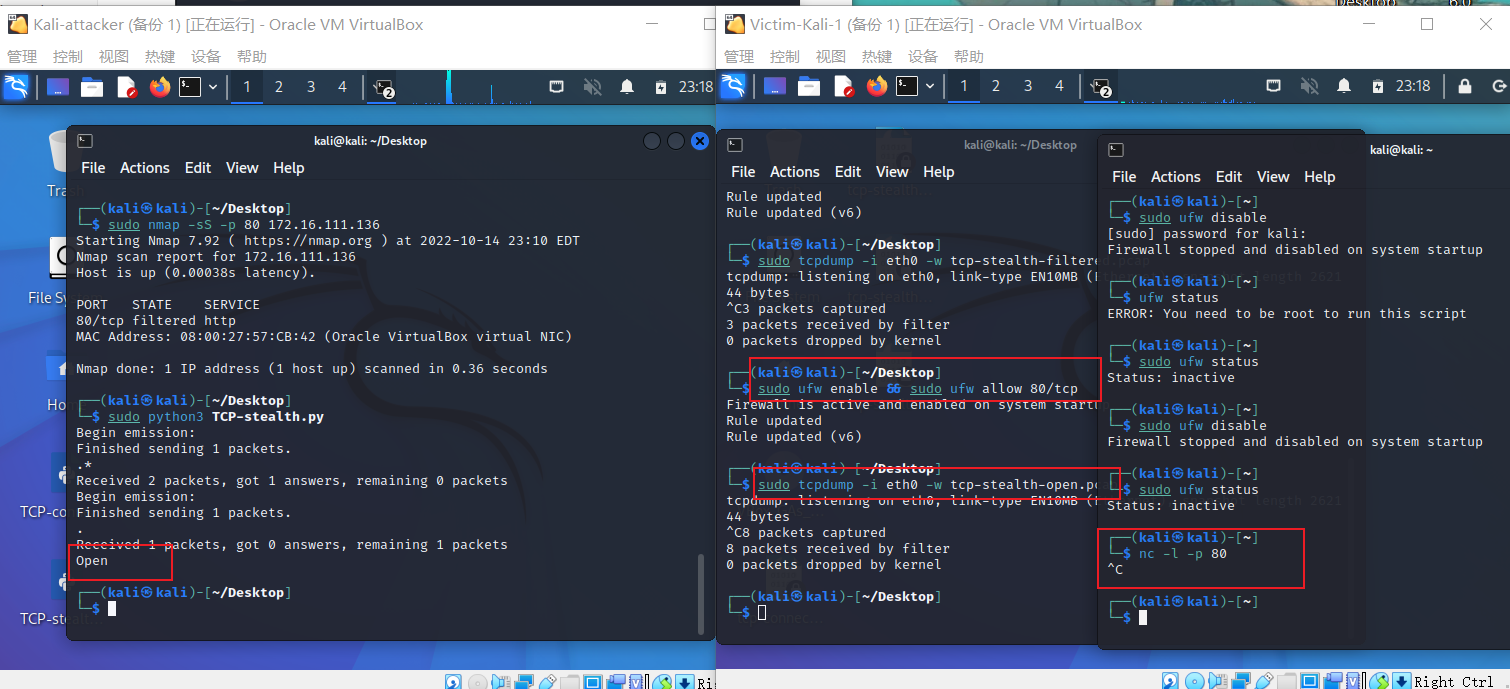 Desktop 6.0
Kali-attacker (备份 1) [正在运行] - Oracle VM VirtualBox
管理 控制 视图 热键 设备 帮助
1 2 3 4 2 23:18
Trash
File Sy
Ho
TCP-co
TCP-st
kali@kali: ~/Desktop
File Actions Edit View Help
┌──(kali㉿kali)-[~/Desktop]
└─$ sudo nmap -sS -p 80 172.16.111.136
Starting Nmap 7.92 ( https://nmap.org ) at 2022-10-14 23:10 EDT
Nmap scan report for 172.16.111.136
Host is up (0.00038s latency).
PORT   STATE    SERVICE
80/tcp filtered http
MAC Address: 08:00:27:57:CB:42 (Oracle VirtualBox virtual NIC)
Nmap done: 1 IP address (1 host up) scanned in 0.36 seconds
┌──(kali㉿kali)-[~/Desktop]
└─$ sudo python3 TCP-stealth.py
Begin emission:
Finished sending 1 packets.
.*
Received 2 packets, got 1 answers, remaining 0 packets
Begin emission:
Finished sending 1 packets.
.
Received 1 packets, got 0 answers, remaining 1 packets
Open
┌──(kali㉿kali)-[~/Desktop]
└─$
Ri
Victim-Kali-1 (备份 1) [正在运行] - Oracle VM VirtualBox
管理 控制 视图 热键 设备 帮助
1 2 3 4 2 23:18
kali@kali: ~/Desktop
File Actions Edit View Help
Rule updated
Rule updated (v6)
┌──(kali㉿kali)-[~/Desktop]
└─$ sudo tcpdump -i eth0 -w tcp-stealth-filtere
tcpdump: listening on eth0, link-type EN10MB (E
44 bytes
^C3 packets captured
3 packets received by filter
0 packets dropped by kernel
┌──(kali㉿kali)-[~/Desktop]
└─$ sudo ufw enable && sudo ufw allow 80/tcp
Firewall is active and enabled on system startu
Rule updated
Rule updated (v6)
┌──(kali㉿kali)-[~/Desktop]
└─$ sudo tcpdump -i eth0 -w tcp-stealth-open.pc
tcpdump: listening on eth0, link-type EN10MB (E
44 bytes
^C8 packets captured
8 packets received by filter
0 packets dropped by kernel
┌──(kali㉿kali)-[~/Desktop]
└─$
kali@kali: ~
File Actions Edit View Help
┌──(kali㉿kali)-[~]
└─$ sudo ufw disable
[sudo] password for kali:
Firewall stopped and disabled on system startup
┌──(kali㉿kali)-[~]
└─$ ufw status
ERROR: You need to be root to run this script
┌──(kali㉿kali)-[~]
└─$ sudo ufw status
Status: inactive
┌──(kali㉿kali)-[~]
└─$ sudo ufw disable
Firewall stopped and disabled on system startup
┌──(kali㉿kali)-[~]
└─$ sudo ufw status
Status: inactive
┌──(kali㉿kali)-[~]
└─$ nc -l -p 80
^C
┌──(kali㉿kali)-[~]
└─$
Right Ctrl